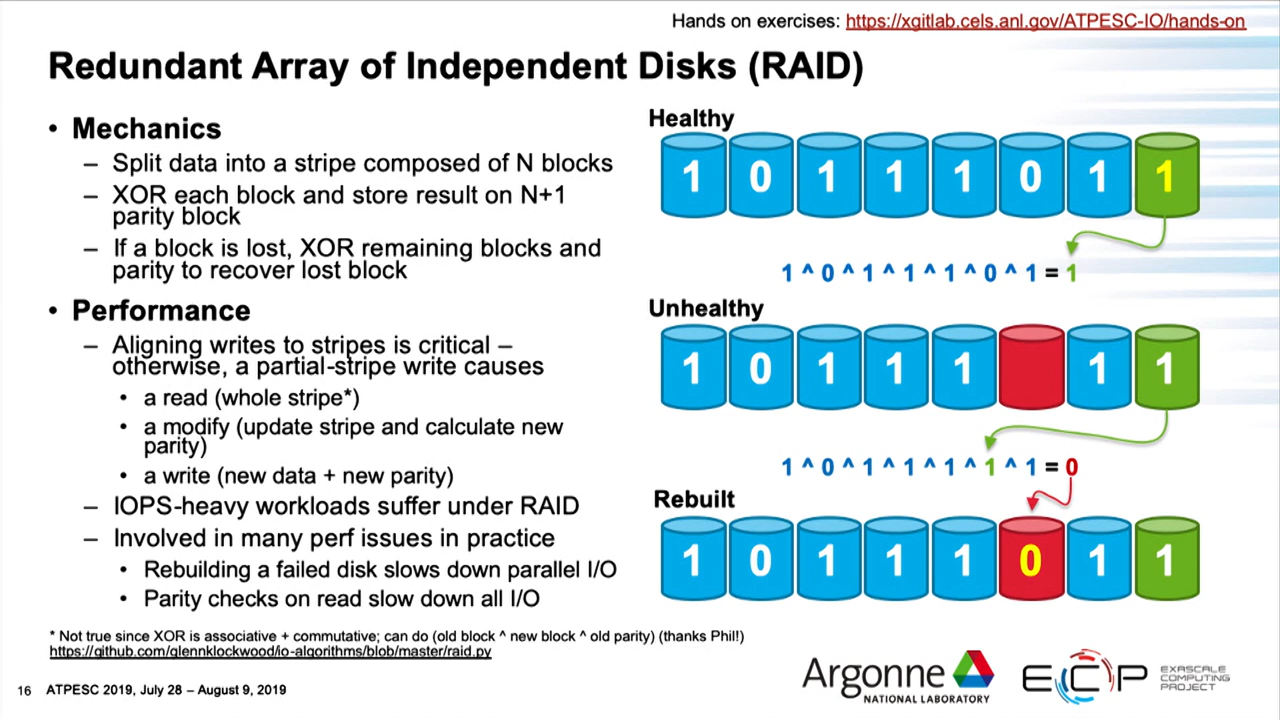 Hands on exercises: https://xgitlab.cels.anl.gov/ATPESC-IO/hands-on
Redundant Array of Independent Disks (RAID)
• Mechanics
– Split data into a stripe composed of N blocks
– XOR each block and store result on N+1
parity block
– If a block is lost, XOR remaining blocks and
parity to recover lost block
• Performance
– Aligning writes to stripes is critical –
otherwise, a partial-stripe write causes
• a read (whole stripe*)
• a modify (update stripe and calculate new
parity)
• a write (new data + new parity)
– IOPS-heavy workloads suffer under RAID
– Involved in many perf issues in practice
• Rebuilding a failed disk slows down parallel I/O
• Parity checks on read slow down all I/O
Healthy
1 0 1 1 1 0 1 1
1 ^ 0 ^ 1 ^ 1 ^ 1 ^ 0 ^ 1 = 1
Unhealthy
1 0 1 1 1 1 1
1 ^ 0 ^ 1 ^ 1 ^ 1 ^ 1 ^ 1 = 0
Rebuilt
1 0 1 1 1 0 1 1
* Not true since XOR is associative + commutative; can do (old block ^ new block ^ old parity) (thanks Phil!)
https://github.com/glennklockwood/io-algorithms/blob/master/raid.py
16 ATPESC 2019, July 28 – August 9, 2019
Argonne
NATIONAL LABORATORY
ECP
EXASCALE
COMPUTING
PROJECT